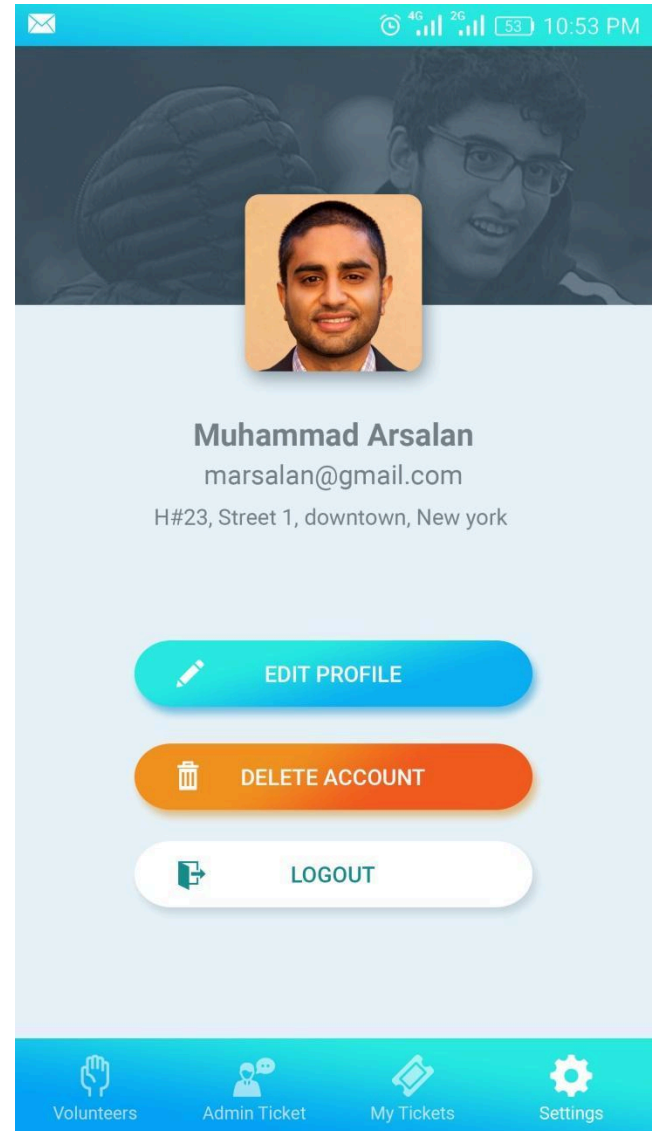 4G 2G 53 10:53 PM
Muhammad Arsalan
marsalan@gmail.com
H#23, Street 1, downtown, New york
EDIT PROFILE
DELETE ACCOUNT
LOGOUT
Volunteers Admin Ticket My Tickets Settings